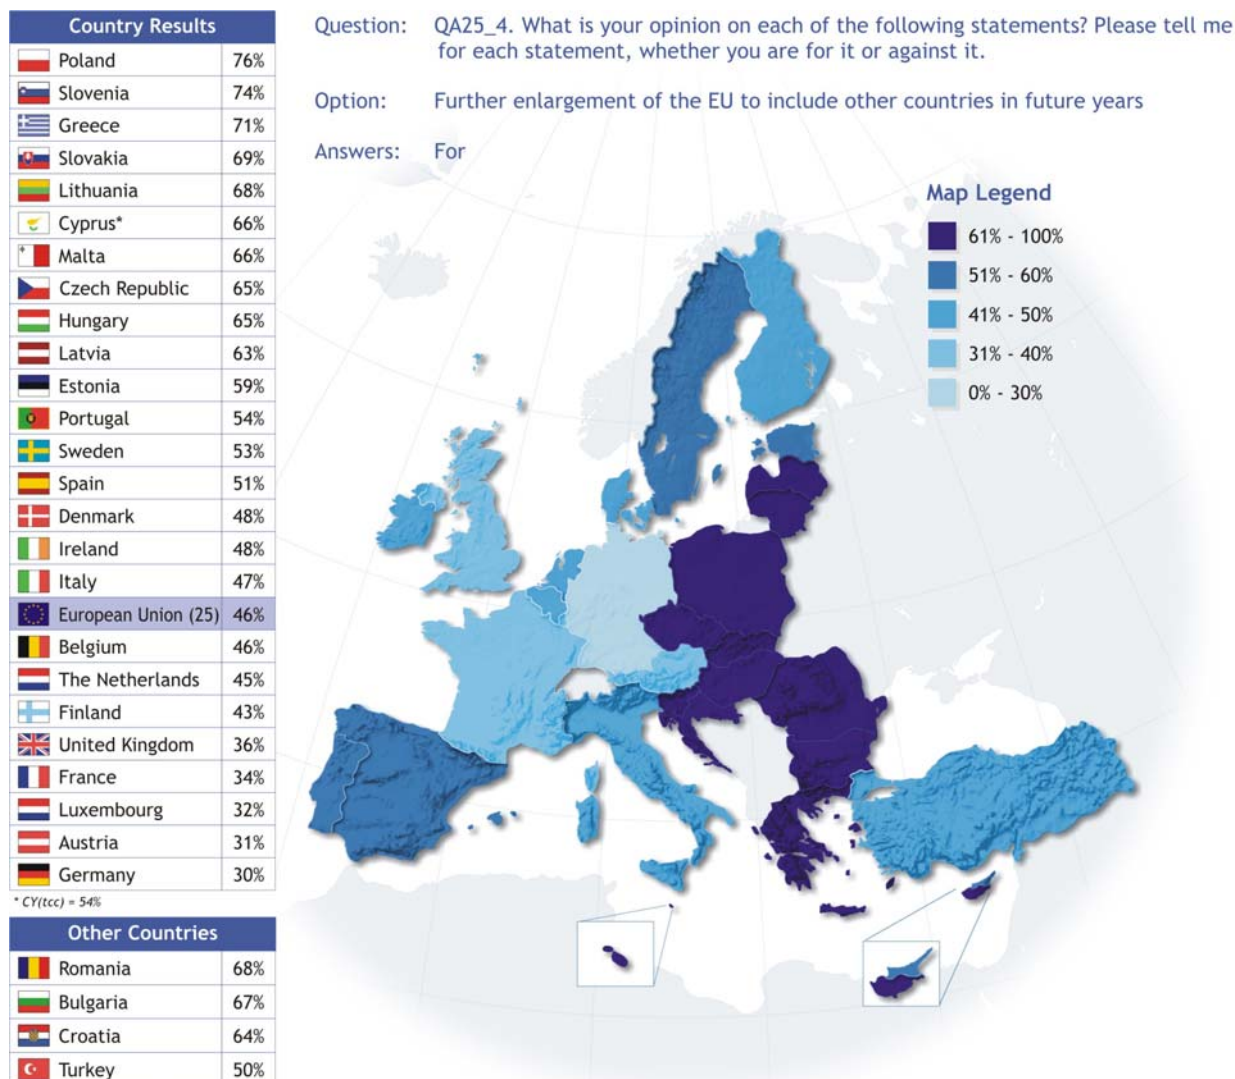 Country Results
Poland 76%
Slovenia 74%
Greece 71%
Slovakia 69%
Lithuania 68%
Cyprus* 66%
Malta 66%
Czech Republic 65%
Hungary 65%
Latvia 63%
Estonia 59%
Portugal 54%
Sweden 53%
Spain 51%
Denmark 48%
Ireland 48%
Italy 47%
European Union (25) 46%
Belgium 46%
The Netherlands 45%
Finland 43%
United Kingdom 36%
France 34%
Luxembourg 32%
Austria 31%
Germany 30%
* CY(tcc) = 54%
Other Countries
Romania 68%
Bulgaria 67%
Croatia 64%
Turkey 50%
Question: QA25_4. What is your opinion on each of the following statements? Please tell me
for each statement, whether you are for it or against it.
Option: Further enlargement of the EU to include other countries in future years
Answers: For
Map Legend
61% - 100%
51% - 60%
41% - 50%
31% - 40%
0% - 30%